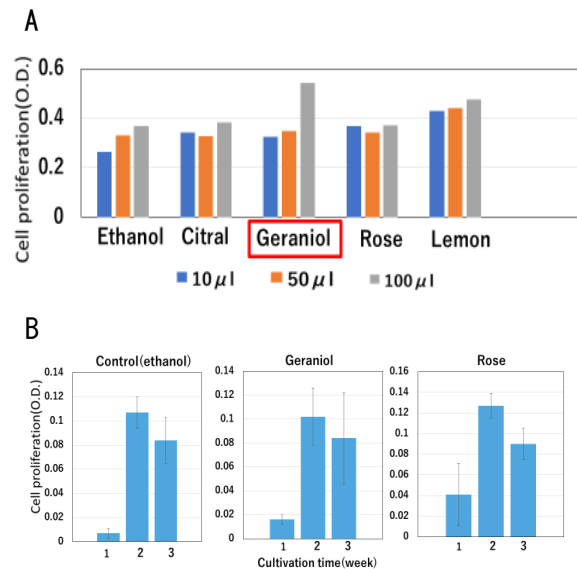 A
Cell proliferation(O.D.)
0.6
0.4
0.2
0
Ethanol Citral Geraniol Rose Lemon
10μl 50μl 100μl
B
Control(ethanol) Geraniol Rose
Cell proliferation(O.D.)
0.14
0.12
0.1
0.08
0.06
0.04
0.02
0
1 2 3
0.14
0.12
0.1
0.08
0.06
0.04
0.02
0
1 2 3
0.16
0.14
0.12
0.1
0.08
0.06
0.04
0.02
0
1 2 3
Cultivation time(week)